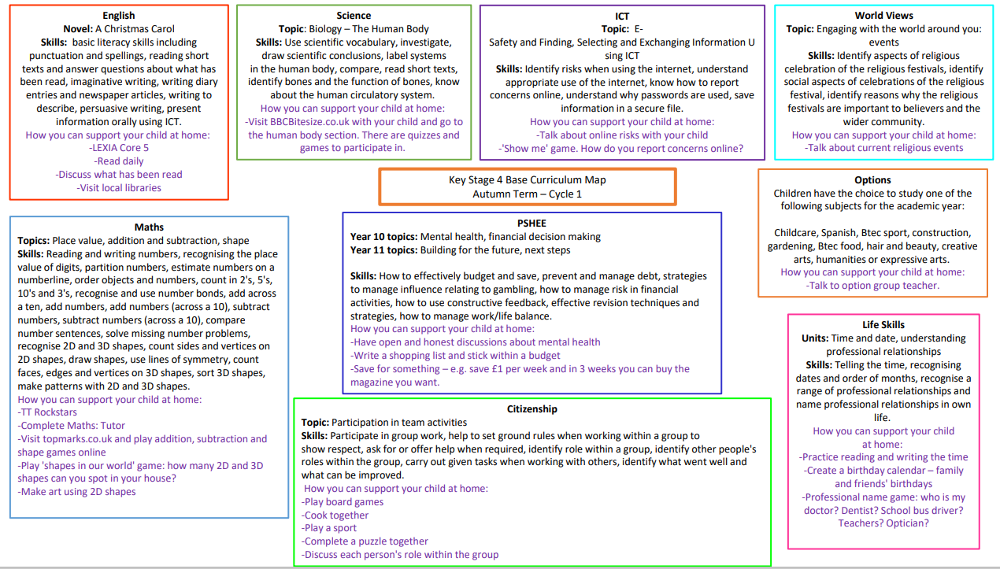 English
Novel: A Christmas Carol
Skills:  basic literacy skills including
punctuation and spellings, reading short
texts and answer questions about what has
been read, imaginative writing, writing diary
entries and newspaper articles, writing to
describe, persuasive writing, present
information orally using ICT.
How you can support your child at home:
-LEXIA Core 5
-Read daily
-Discuss what has been read
-Visit local libraries
Science
Topic: Biology – The Human Body
Skills: Use scientific vocabulary, investigate,
draw scientific conclusions, label systems
in the human body, compare, read short texts,
identify bones and the function of bones, know
about the human circulatory system.
How you can support your child at home:
-Visit BBCBitesize.co.uk with your child and go to
the human body section. There are quizzes and
games to participate in.
ICT
Topic:  E-
Safety and Finding, Selecting and Exchanging Information U
sing ICT
Skills: Identify risks when using the internet, understand
appropriate use of the internet, know how to report
concerns online, understand why passwords are used, save
information in a secure file.
How you can support your child at home:
-Talk about online risks with your child
-'Show me' game. How do you report concerns online?
World Views
Topic: Engaging with the world around you:
events
Skills: Identify aspects of religious
celebration of the religious festivals, identify
social aspects of celebrations of the religious
festival, identify reasons why the religious
festivals are important to believers and the
wider community.
How you can support your child at home:
-Talk about current religious events
Key Stage 4 Base Curriculum Map
Autumn Term – Cycle 1
Options
Children have the choice to study one of the
following subjects for the academic year:
Childcare, Spanish, Btec sport, construction,
gardening, Btec food, hair and beauty, creative
arts, humanities or expressive arts.
How you can support your child at home:
-Talk to option group teacher.
Maths
Topics: Place value, addition and subtraction, shape
Skills: Reading and writing numbers, recognising the place
value of digits, partition numbers, estimate numbers on a
numberline, order objects and numbers, count in 2's, 5's,
10's and 3's, recognise and use number bonds, add across
a ten, add numbers, add numbers (across a 10), subtract
numbers, subtract numbers (across a 10), compare
number sentences, solve missing number problems,
recognise 2D and 3D shapes, count sides and vertices on
2D shapes, draw shapes, use lines of symmetry, count
faces, edges and vertices on 3D shapes, sort 3D shapes,
make patterns with 2D and 3D shapes.
How you can support your child at home:
-TT Rockstars
-Complete Maths: Tutor
-Visit topmarks.co.uk and play addition, subtraction and
shape games online
-Play 'shapes in our world' game: how many 2D and 3D
shapes can you spot in your house?
-Make art using 2D shapes
PSHEE
Year 10 topics: Mental health, financial decision making
Year 11 topics: Building for the future, next steps
Skills: How to effectively budget and save, prevent and manage debt, strategies
to manage influence relating to gambling, how to manage risk in financial
activities, how to use constructive feedback, effective revision techniques and
strategies, how to manage work/life balance.
How you can support your child at home:
-Have open and honest discussions about mental health
-Write a shopping list and stick within a budget
-Save for something – e.g. save £1 per week and in 3 weeks you can buy the
magazine you want.
Life Skills
Units: Time and date, understanding
professional relationships
Skills: Telling the time, recognising
dates and order of months, recognise a
range of professional relationships and
name professional relationships in own
life.
How you can support your child
at home:
-Practice reading and writing the time
-Create a birthday calendar – family
and friends' birthdays
-Professional name game: who is my
doctor? Dentist? School bus driver?
Teachers? Optician?
Citizenship
Topic: Participation in team activities
Skills: Participate in group work, help to set ground rules when working within a group to
show respect, ask for or offer help when required, identify role within a group, identify other people's
roles within the group, carry out given tasks when working with others, identify what went well and
what can be improved.
How you can support your child at home:
-Play board games
-Cook together
-Play a sport
-Complete a puzzle together
-Discuss each person's role within the group